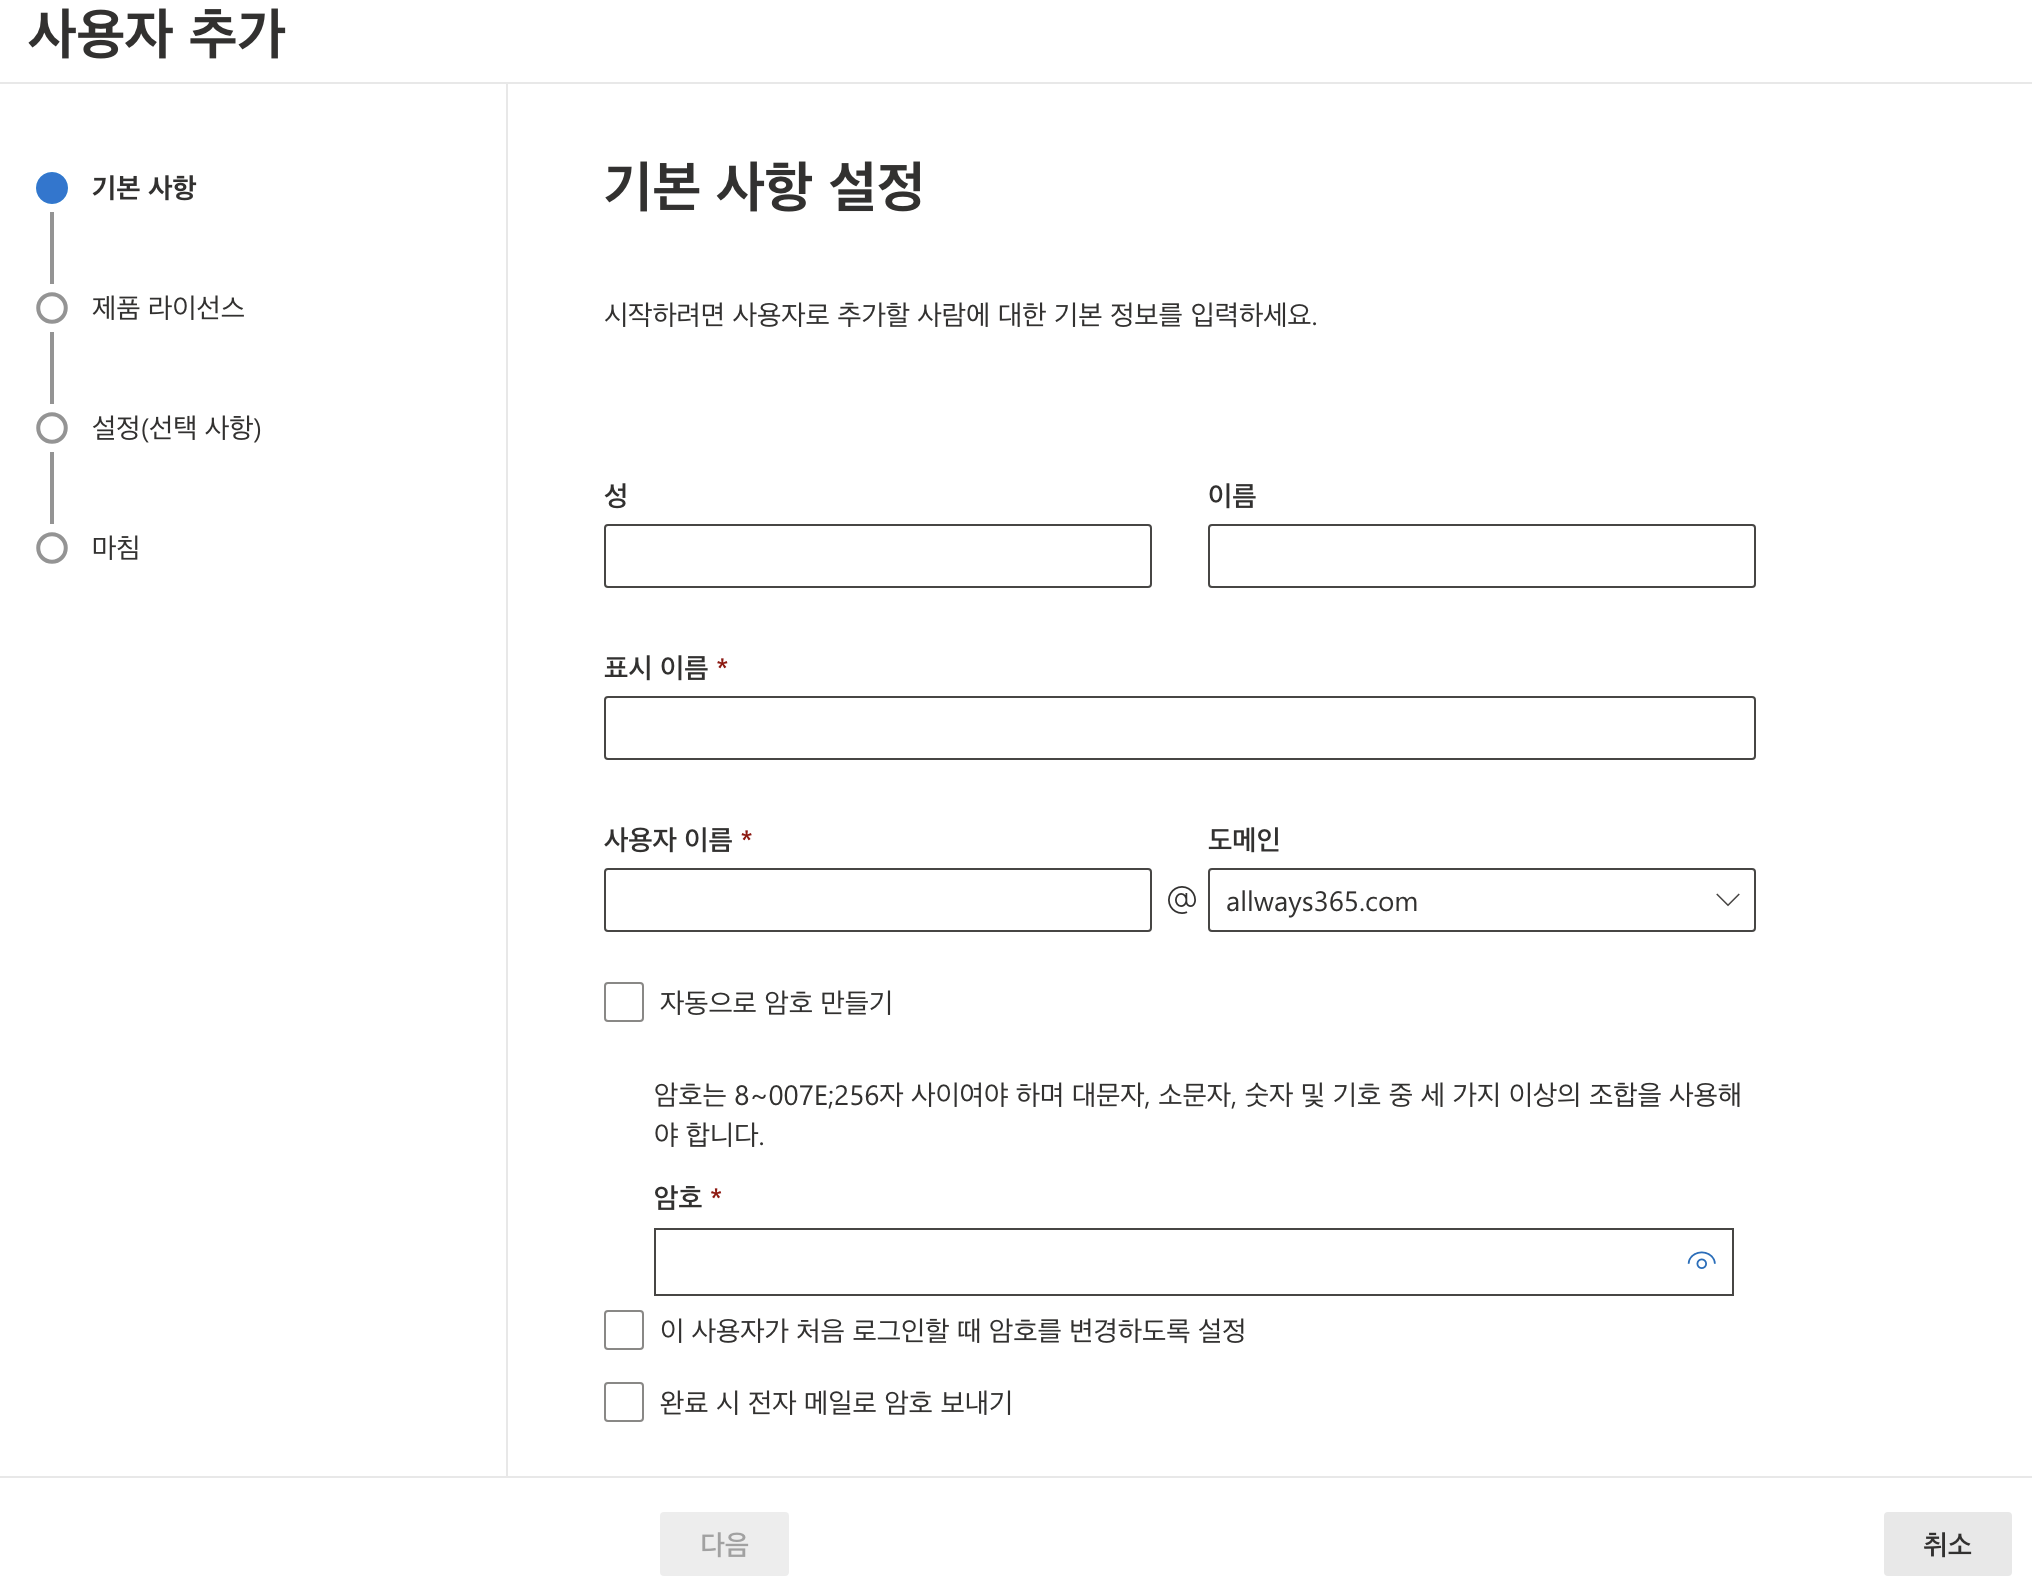 사용자 추가
기본 사항
제품 라이선스
설정(선택 사항)
마침
기본 사항 설정
시작하려면 사용자로 추가할 사람에 대한 기본 정보를 입력하세요.
성
이름
표시 이름 *
사용자 이름 *
도메인
@
allways365.com
자동으로 암호 만들기
암호는 8~007E;256자 사이여야 하며 대문자, 소문자, 숫자 및 기호 중 세 가지 이상의 조합을 사용해
야 합니다.
암호 *
이 사용자가 처음 로그인할 때 암호를 변경하도록 설정
완료 시 전자 메일로 암호 보내기
다음
취소